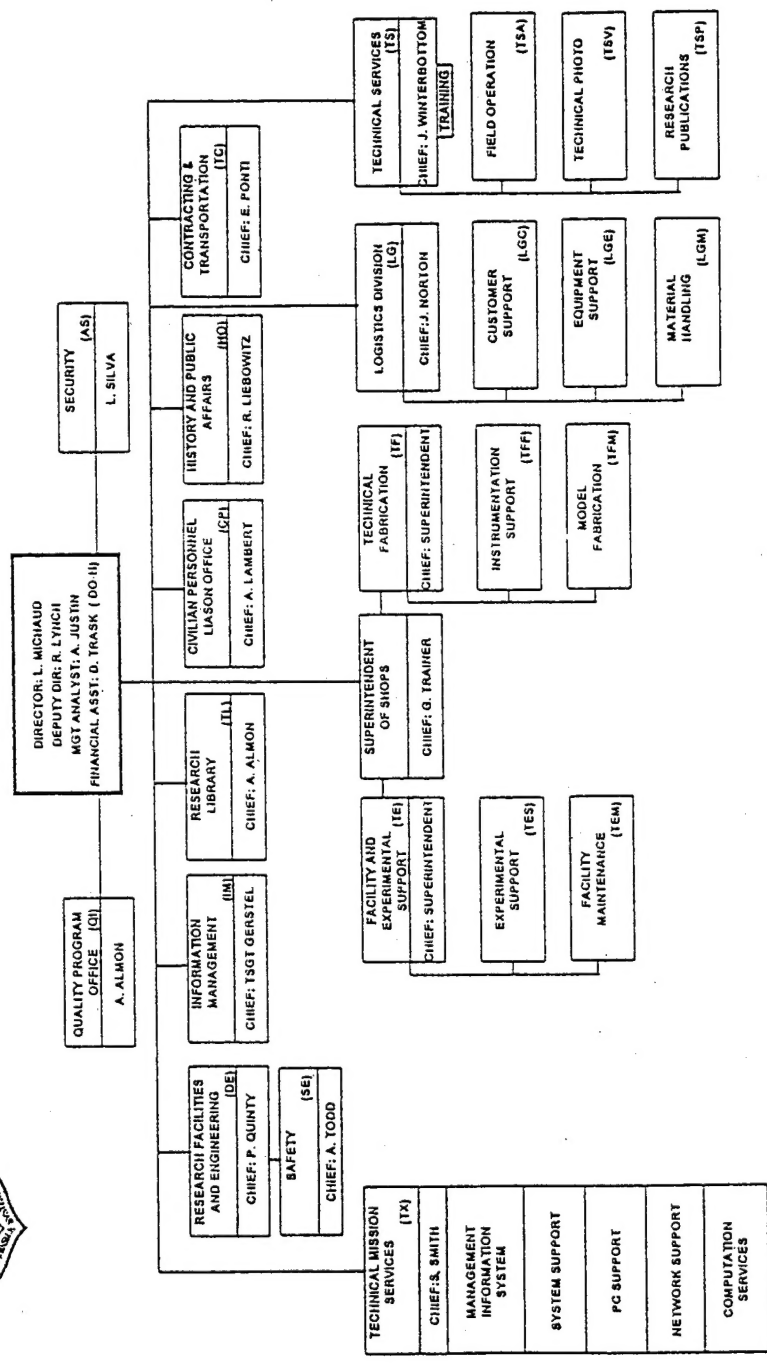 DIRECTOR: L. MICHAUD
DEPUTY DIR: R. LYNCH
MGT ANALYST: A. JUSTIN
FINANCIAL ASST: D. TRASK ( DO-II)
QUALITY PROGRAM
OFFICE (QI)
A. ALMON
SECURITY
(AS)
L. SILVA
RESEARCH FACILITIES
AND ENGINEERING
(DE)
CHIEF: P. QUINTY
SAFETY
(SE)
CHIEF: A. TODD
INFORMATION
MANAGEMENT
(IM)
CHIEF: TSGT GERSTEL
RESEARCH
LIBRARY
(TL)
CHIEF: A. ALMON
CIVILIAN PERSONNEL
LIASON OFFICE
(CP)
CHIEF: A. LAMBERT
HISTORY AND PUBLIC
AFFAIRS
(HO)
CHIEF: R. LIEBOWITZ
CONTRACTING &
TRANSPORTATION
(TC)
CHIEF: E. PONTI
TECHNICAL MISSION
SERVICES
(TX)
CHIEF:S. SMITH
MANAGEMENT
INFORMATION
SYSTEM
SYSTEM SUPPORT
PC SUPPORT
NETWORK SUPPORT
COMPUTATION
SERVICES
FACILITY AND
EXPERIMENTAL
SUPPORT
(TE)
CHIEF: SUPERINTENDENT
EXPERIMENTAL
SUPPORT
(TES)
FACILITY
MAINTENANCE
(TEM)
SUPERINTENDENT
OF SHOPS
CHIEF: G. TRAINER
TECHNICAL
FABRICATION
(TF)
CHIEF: SUPERINTENDENT
INSTRUMENTATION
SUPPORT
(TFF)
MODEL
FABRICATION
(TFM)
LOGISTICS DIVISION
(LG)
CHIEF:J. NORTON
CUSTOMER
SUPPORT
(LGC)
EQUIPMENT
SUPPORT
(LGE)
MATERIAL
HANDLING
(LGM)
TECHNICAL SERVICES
(TS)
CHIEF: J. WINTERBOTTOM
TRAINING
FIELD OPERATION
(TSA)
TECHNICAL PHOTO
(TSV)
RESEARCH
PUBLICATIONS
(TSP)